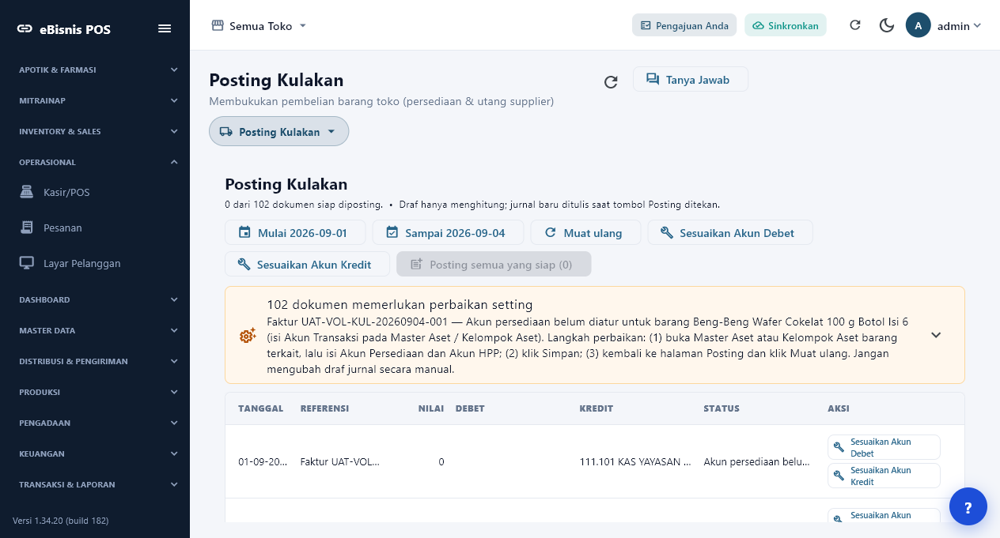 eBisnis POS
APOTIK & FARMASI
MITRAINAP
INVENTORY & SALES
OPERASIONAL
Kasir/POS
Pesanan
Layar Pelanggan
DASHBOARD
MASTER DATA
DISTRIBUSI & PENGIRIMAN
PRODUKSI
PENGADAAN
KEUANGAN
TRANSAKSI & LAPORAN
Versi 1.34.20 (build 182)
Semua Toko
Pengajuan Anda
Sinkronkan
A
admin
Posting Kulakan
Membukukan pembelian barang toko (persediaan & utang supplier)
Tanya Jawab
Posting Kulakan
Posting Kulakan
0 dari 102 dokumen siap diposting. • Draf hanya menghitung; jurnal baru ditulis saat tombol Posting ditekan.
Mulai 2026-09-01
Sampai 2026-09-04
Muat ulang
Sesuaikan Akun Debet
Sesuaikan Akun Kredit
Posting semua yang siap (0)
102 dokumen memerlukan perbaikan setting
Faktur UAT-VOL-KUL-20260904-001 — Akun persediaan belum diatur untuk barang Beng-Beng Wafer Cokelat 100 g Botol Isi 6
(isi Akun Transaksi pada Master Aset / Kelompok Aset). Langkah perbaikan: (1) buka Master Aset atau Kelompok Aset barang
terkait, lalu isi Akun Persediaan dan Akun HPP; (2) klik Simpan; (3) kembali ke halaman Posting dan klik Muat ulang. Jangan
mengubah draf jurnal secara manual.
TANGGAL REFERENSI NILAI DEBET KREDIT STATUS AKSI
01-09-20... Faktur UAT-VOL... 0 111.101 KAS YAYASAN ... Akun persediaan belu...
Sesuaikan Akun
Debet
Sesuaikan Akun
Kredit
Sesuaikan Akun
?